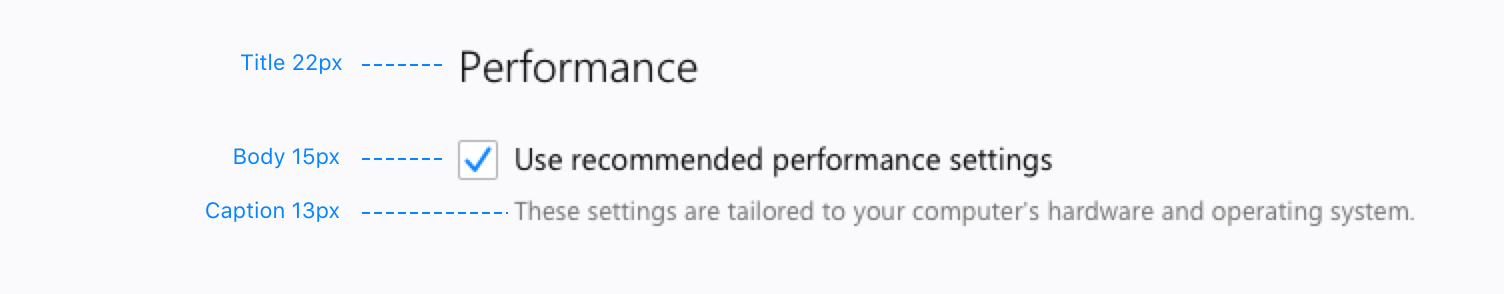 Title 22px Performance
Body 15px Use recommended performance settings
Caption 13px These settings are tailored to your computer's hardware and operating system.